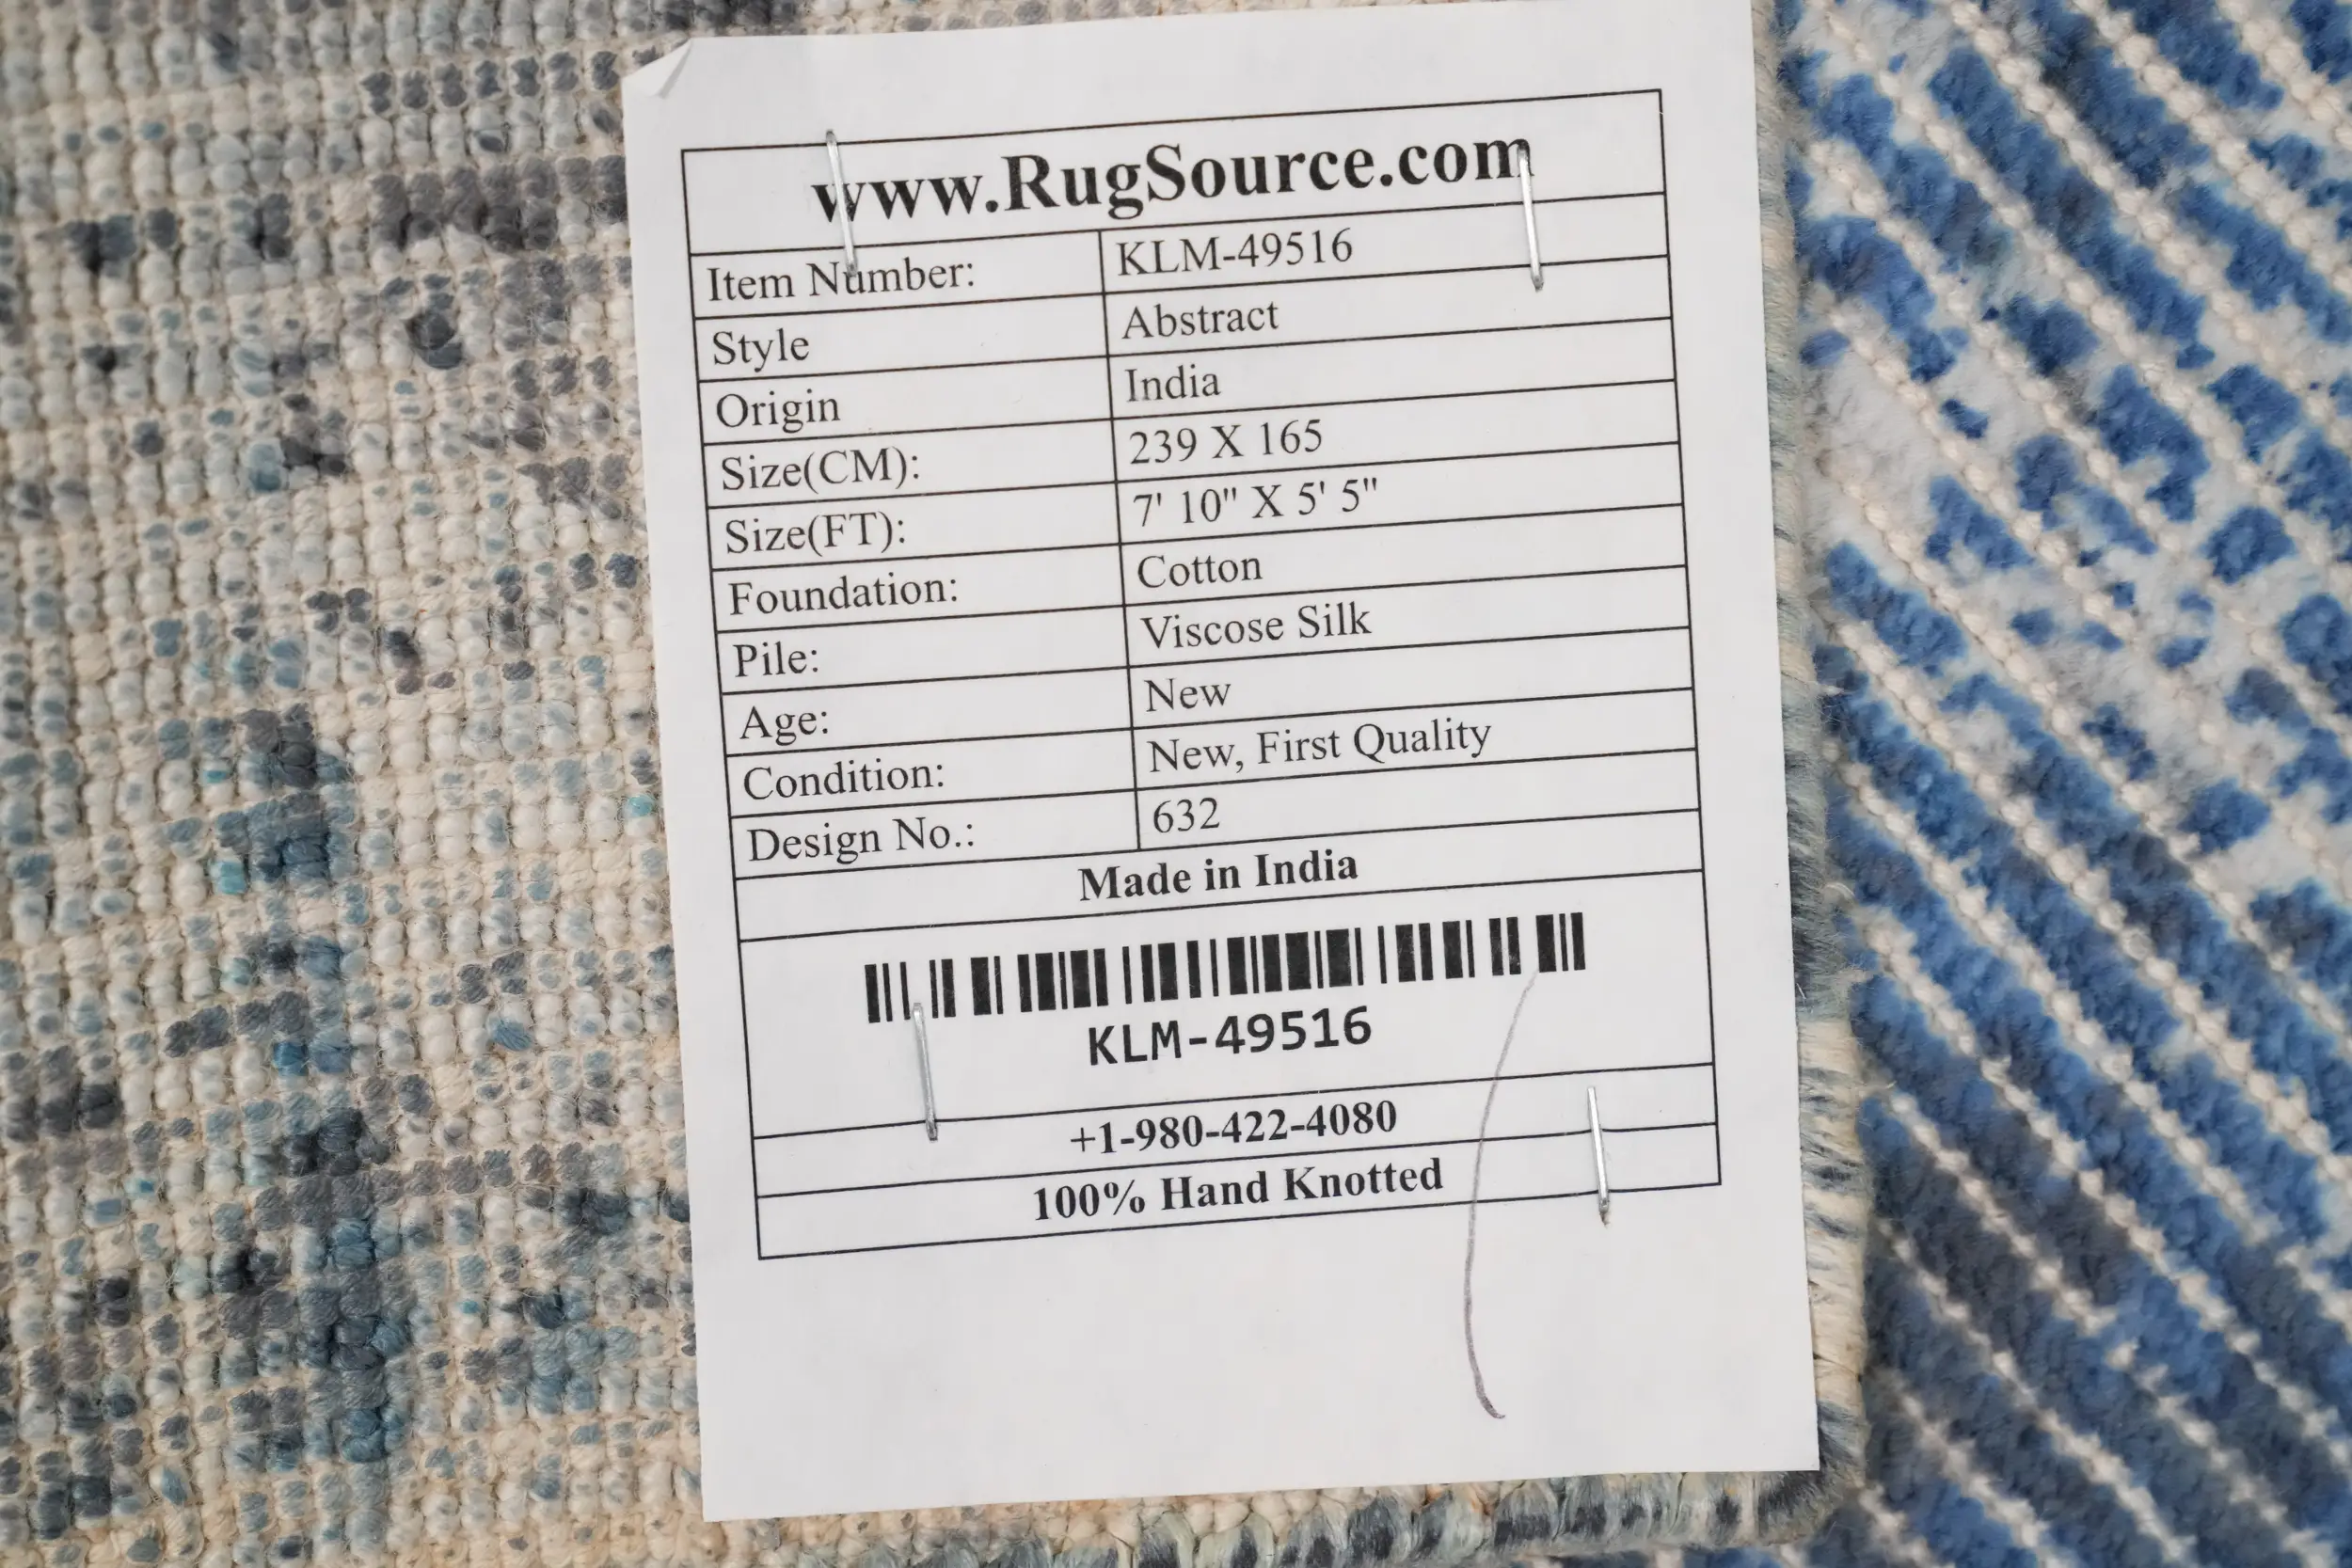 www.RugSource.com
Item Number: KLM-49516
Style Abstract
Origin India
Size(CM): 239 X 165
Size(FT): 7' 10" X 5' 5"
Foundation: Cotton
Pile: Viscose Silk
Age: New
Condition: New, First Quality
Design No.: 632
Made in India
KLM-49516
+1-980-422-4080
100% Hand Knotted